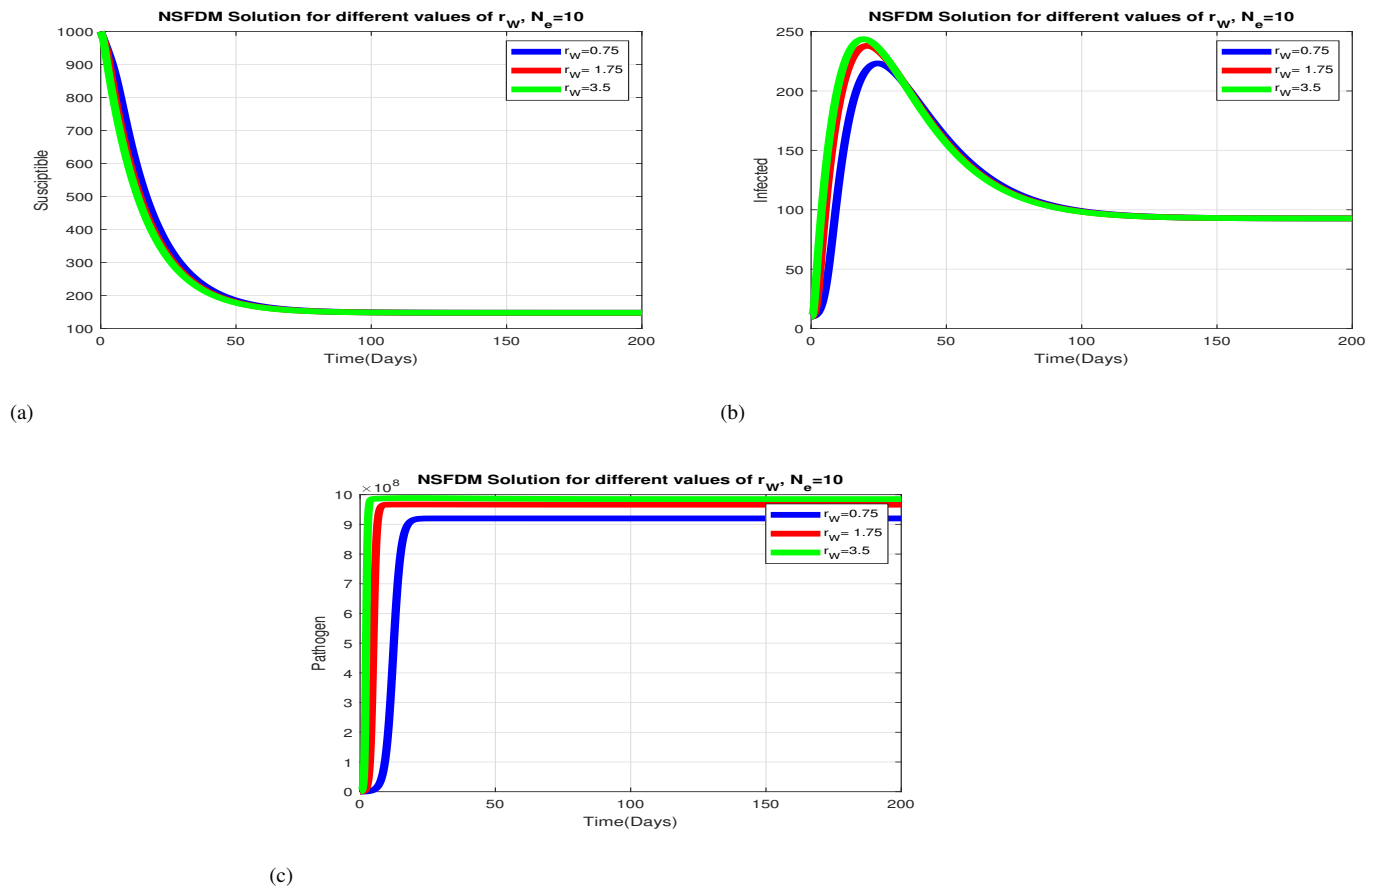 NSFDM Solution for different values of r_W, N_e=10
1000
900
800
700
600
500
400
300
200
100
Susciptible
r_W=0.75
r_W= 1.75
r_W=3.5
0
50
100
150
200
Time(Days)
(a)
NSFDM Solution for different values of r_W, N_e=10
250
200
150
100
50
0
Infected
r_W=0.75
r_W= 1.75
r_W=3.5
0
50
100
150
200
Time(Days)
(b)
NSFDM Solution for different values of r_W, N_e=10
×10^8
10
9
8
7
6
5
4
3
2
1
0
Pathogen
r_W=0.75
r_W= 1.75
r_W=3.5
0
50
100
150
200
Time(Days)
(c)